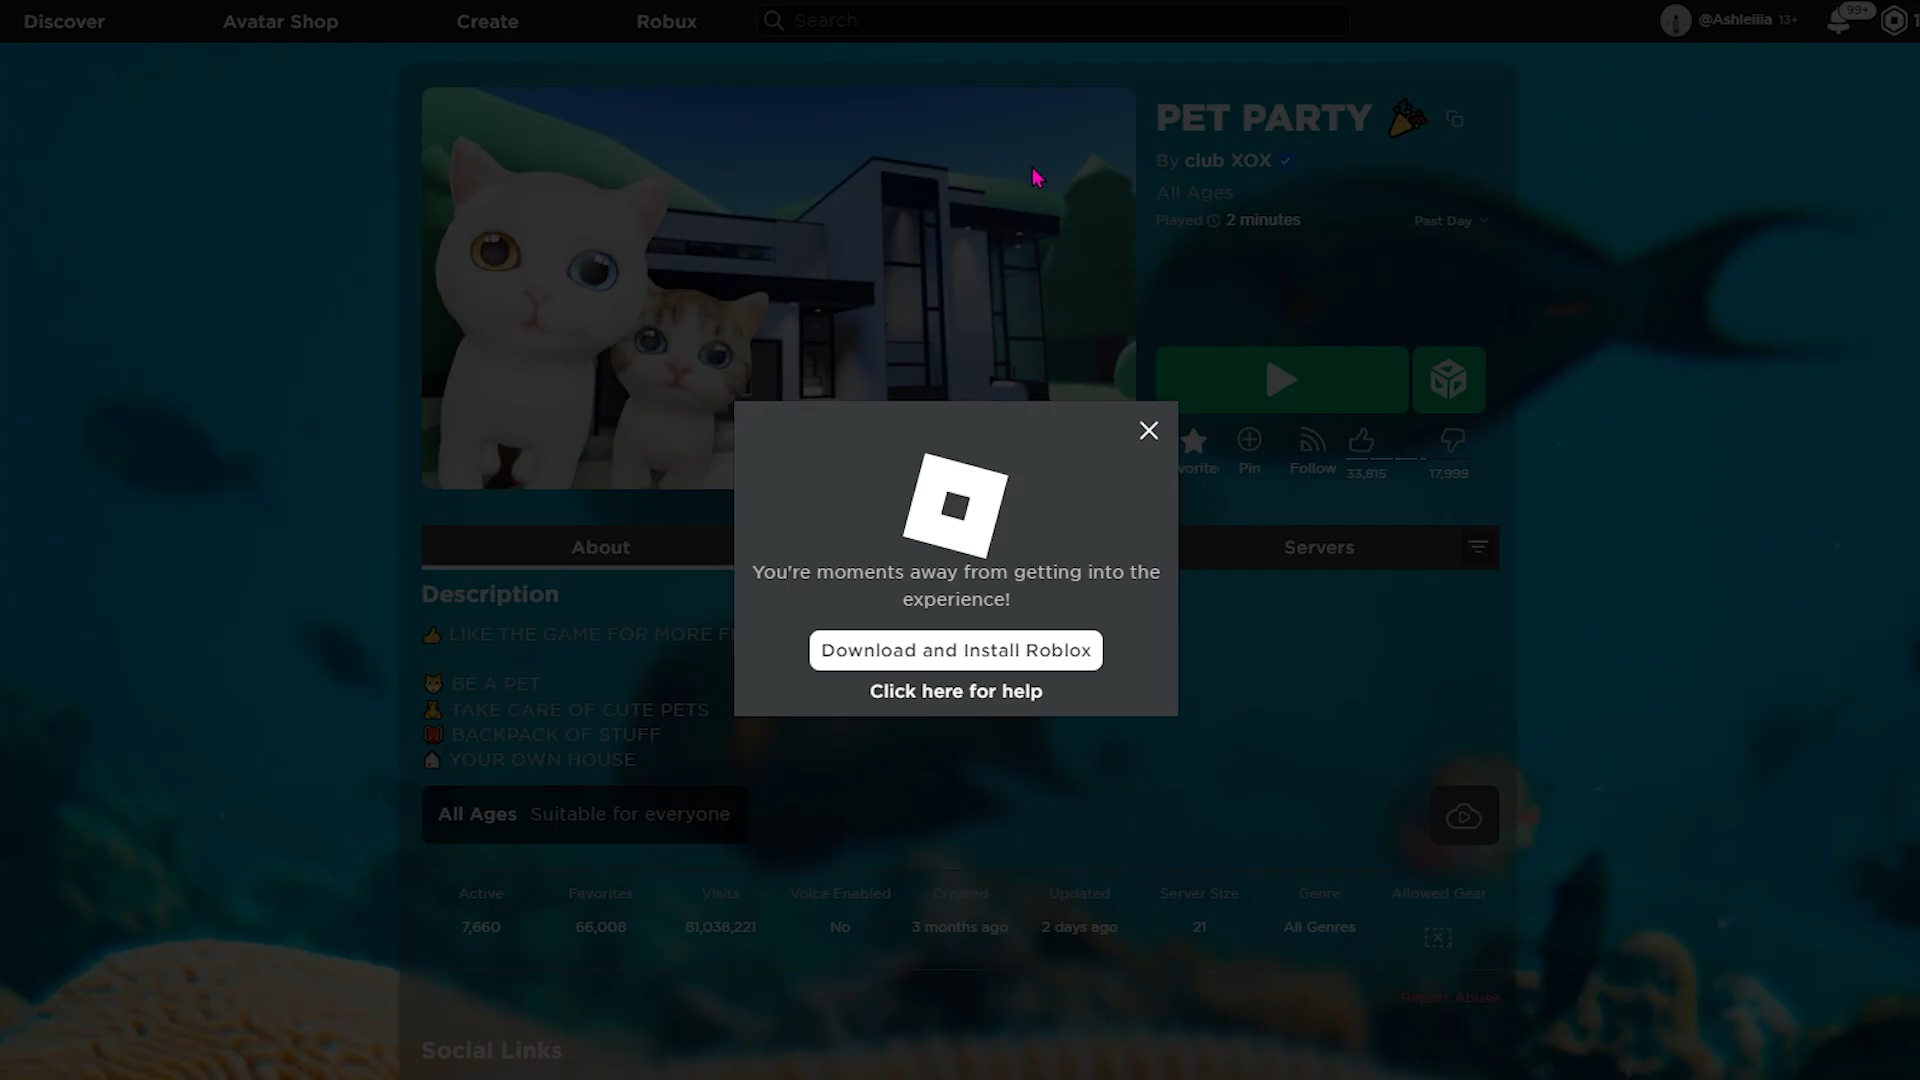 Discover Avatar Shop Create Robux Search @Ashleiiia 13+ 99+ 1
PET PARTY
By club XOX
All Ages
Played 2 minutes Past Day
vorite Pin Follow 33,815 17,999
You're moments away from getting into the
experience!
Download and Install Roblox
Click here for help
About Servers
Description
LIKE THE GAME FOR MORE
BE A PET
TAKE CARE OF CUTE PETS
BACKPACK OF STUFF
YOUR OWN HOUSE
All Ages Suitable for everyone
Active Favorites Visits Voice Enabled Created Updated Server Size Genre Allowed Gear
7,660 66,008 81,038,221 No 3 months ago 2 days ago 21 All Genres
Report Abuse
Social Links